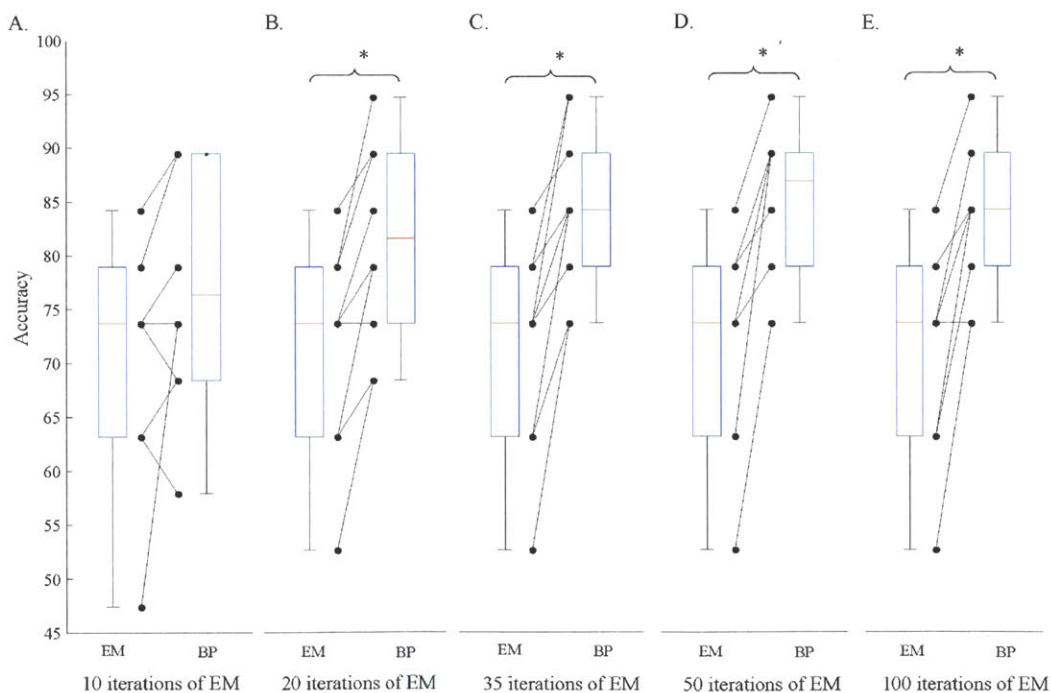 A.
B.
C.
D.
E.
100
95
90
85
80
75
70
65
60
55
50
45
Accuracy
*
*
*
*
EM BP
EM BP
EM BP
EM BP
EM BP
10 iterations of EM
20 iterations of EM
35 iterations of EM
50 iterations of EM
100 iterations of EM